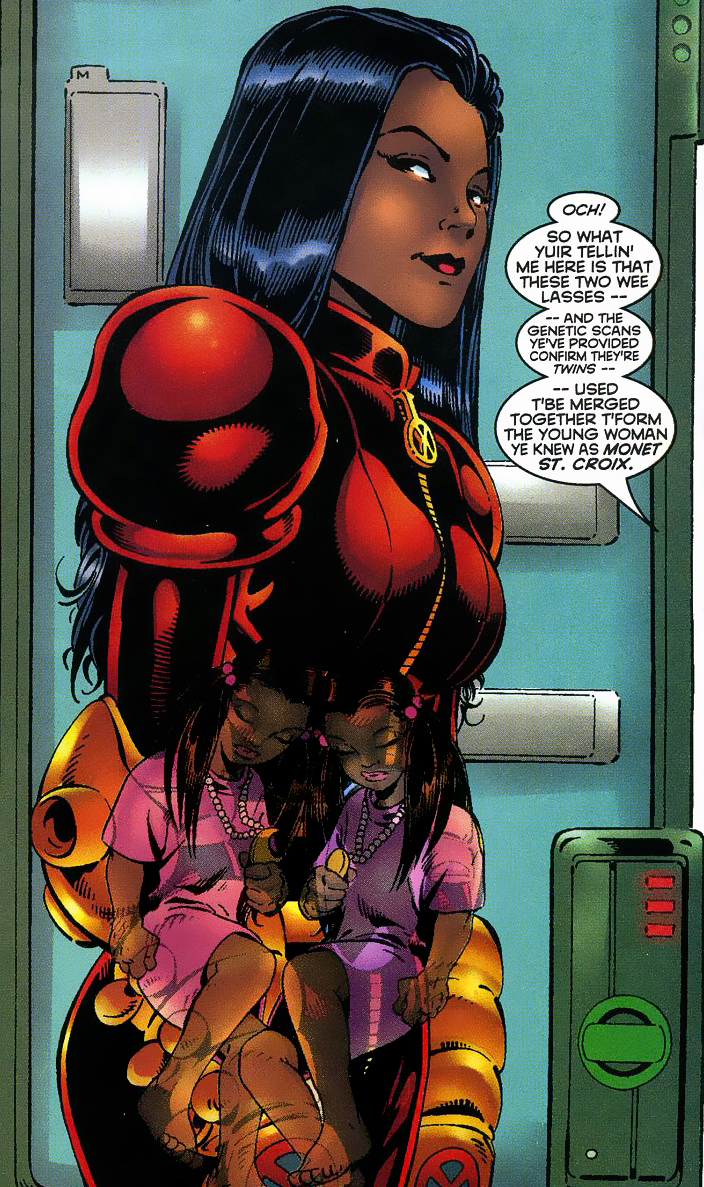 M
OCH!
SO WHAT
YUIR TELLIN'
ME HERE IS THAT
THESE TWO WEE
LASSES --
-- AND THE
GENETIC SCANS
YE'VE PROVIDED
CONFIRM THEY'RE
TWINS --
-- USED
T'BE MERGED
TOGETHER T'FORM
THE YOUNG WOMAN
YE KNEW AS MONET
ST. CROIX.